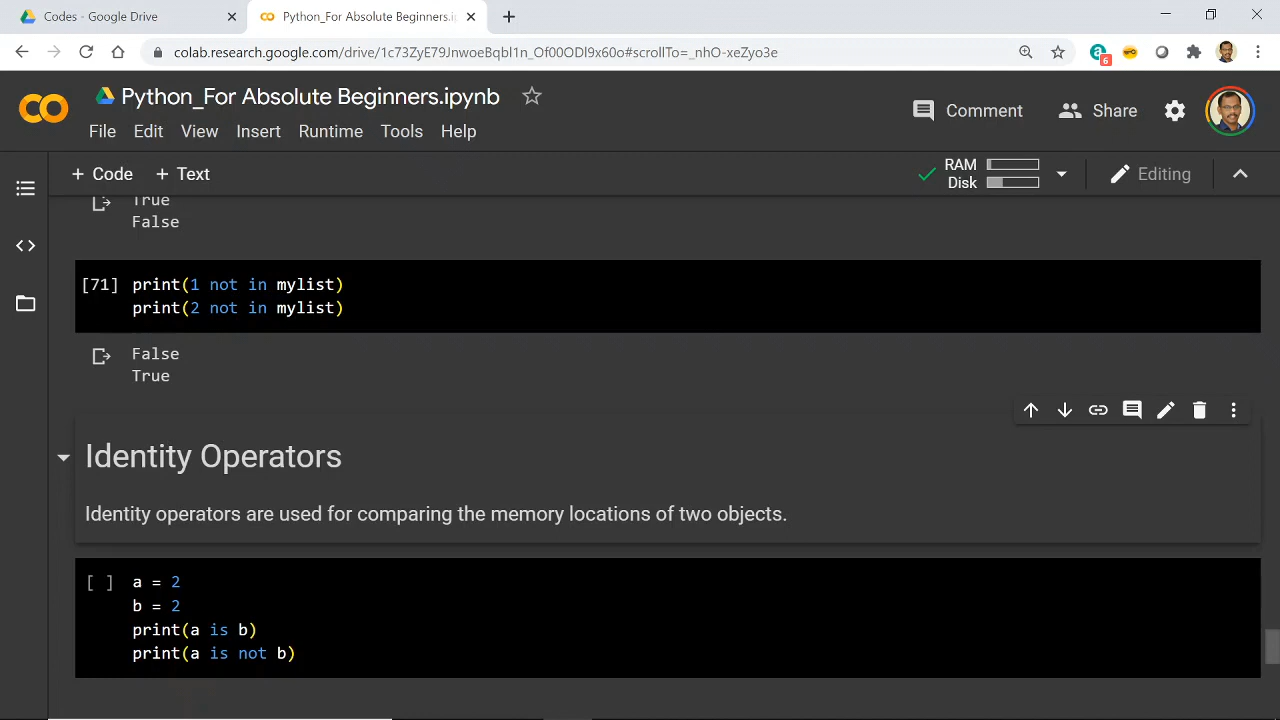 Codes - Google Drive
Python_For Absolute Beginners.i
colab.research.google.com/drive/1c73ZyE79JnwoeBqbI1n_Of00ODl9x60o#scrollTo=_nhO-xeZyo3e
6
Python_For Absolute Beginners.ipynb
Comment
Share
File Edit View Insert Runtime Tools Help
+ Code + Text
RAM
Disk
Editing
True
False
[71] print(1 not in mylist)
print(2 not in mylist)
False
True
Identity Operators
Identity operators are used for comparing the memory locations of two objects.
[ ] a = 2
b = 2
print(a is b)
print(a is not b)